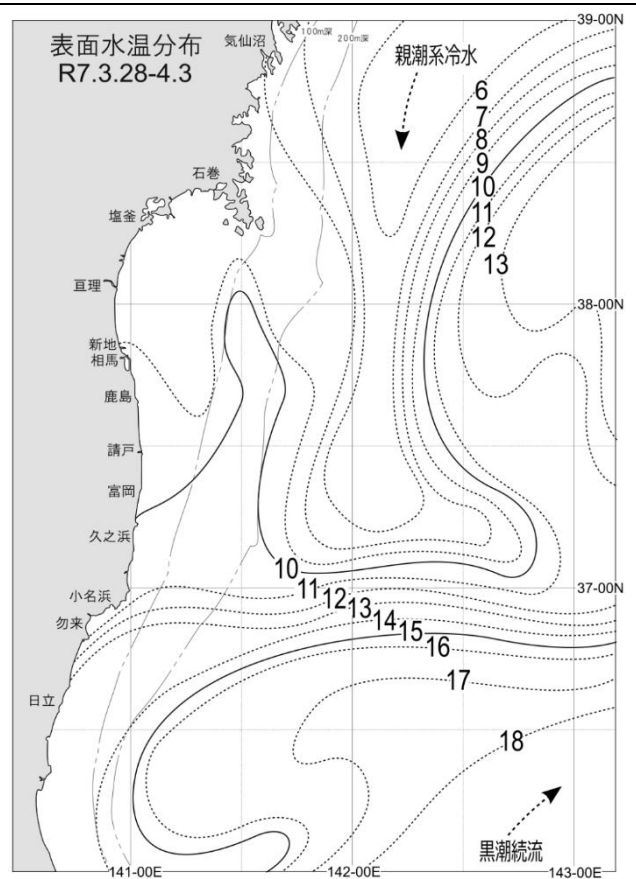 表面水温分布
R7.3.28-4.3
気仙沼
100m深
200m深
39-00N
親潮系冷水
6
7
8
9
10
11
12
13
石巻
塩釜
亘理
38-00N
新地
相馬
鹿島
請戸
富岡
久之浜
小名浜
勿来
日立
37-00N
10
11
12
13
14
15
16
17
18
黒潮続流
141-00E
142-00E
143-00E